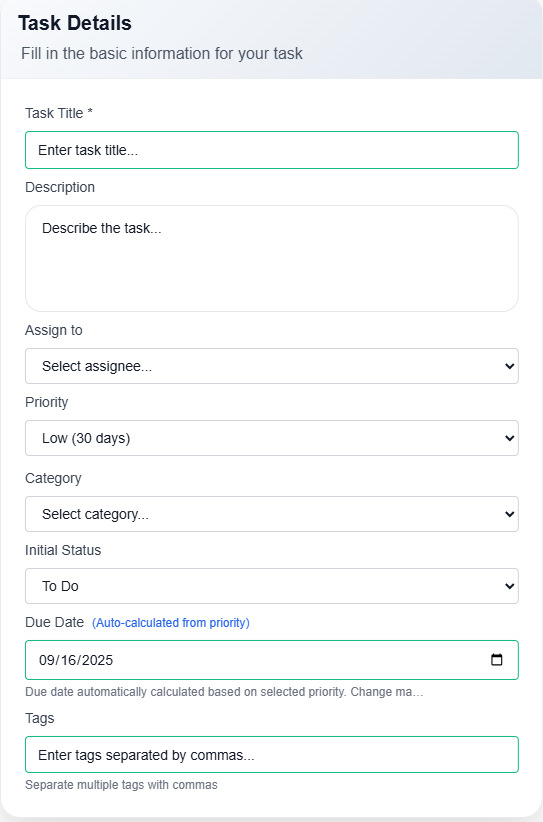 Task Details
Fill in the basic information for your task
Task Title *
Enter task title...
Description
Describe the task...
Assign to
Select assignee...
Priority
Low (30 days)
Category
Select category...
Initial Status
To Do
Due Date (Auto-calculated from priority)
09/16/2025
Due date automatically calculated based on selected priority. Change ma…
Tags
Enter tags separated by commas...
Separate multiple tags with commas